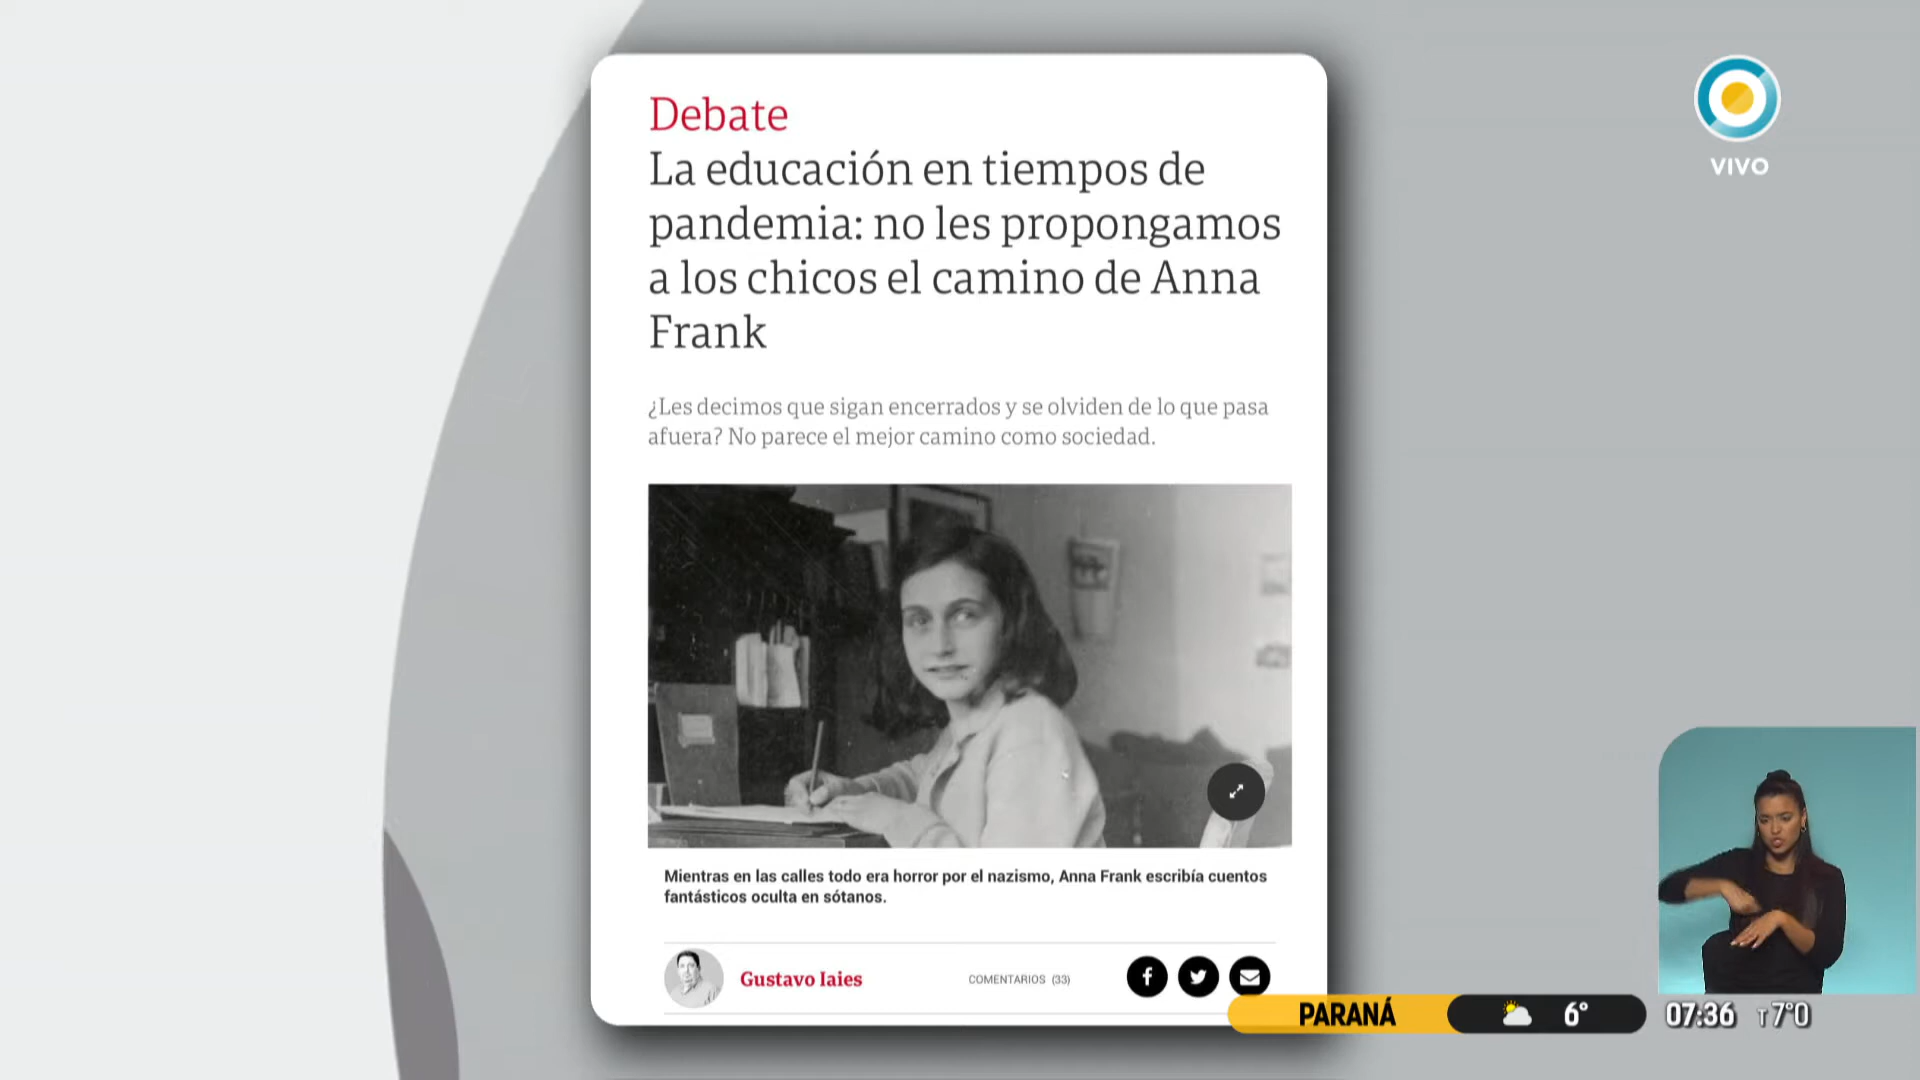 Debate
La educación en tiempos de
pandemia: no les propongamos
a los chicos el camino de Anna
Frank
¿Les decimos que sigan encerrados y se olviden de lo que pasa
afuera? No parece el mejor camino como sociedad.
Mientras en las calles todo era horror por el nazismo, Anna Frank escribía cuentos
fantásticos oculta en sótanos.
Gustavo Iaies
COMENTARIOS (33)
VIVO
PARANÁ
6°
07:36
T 7°0